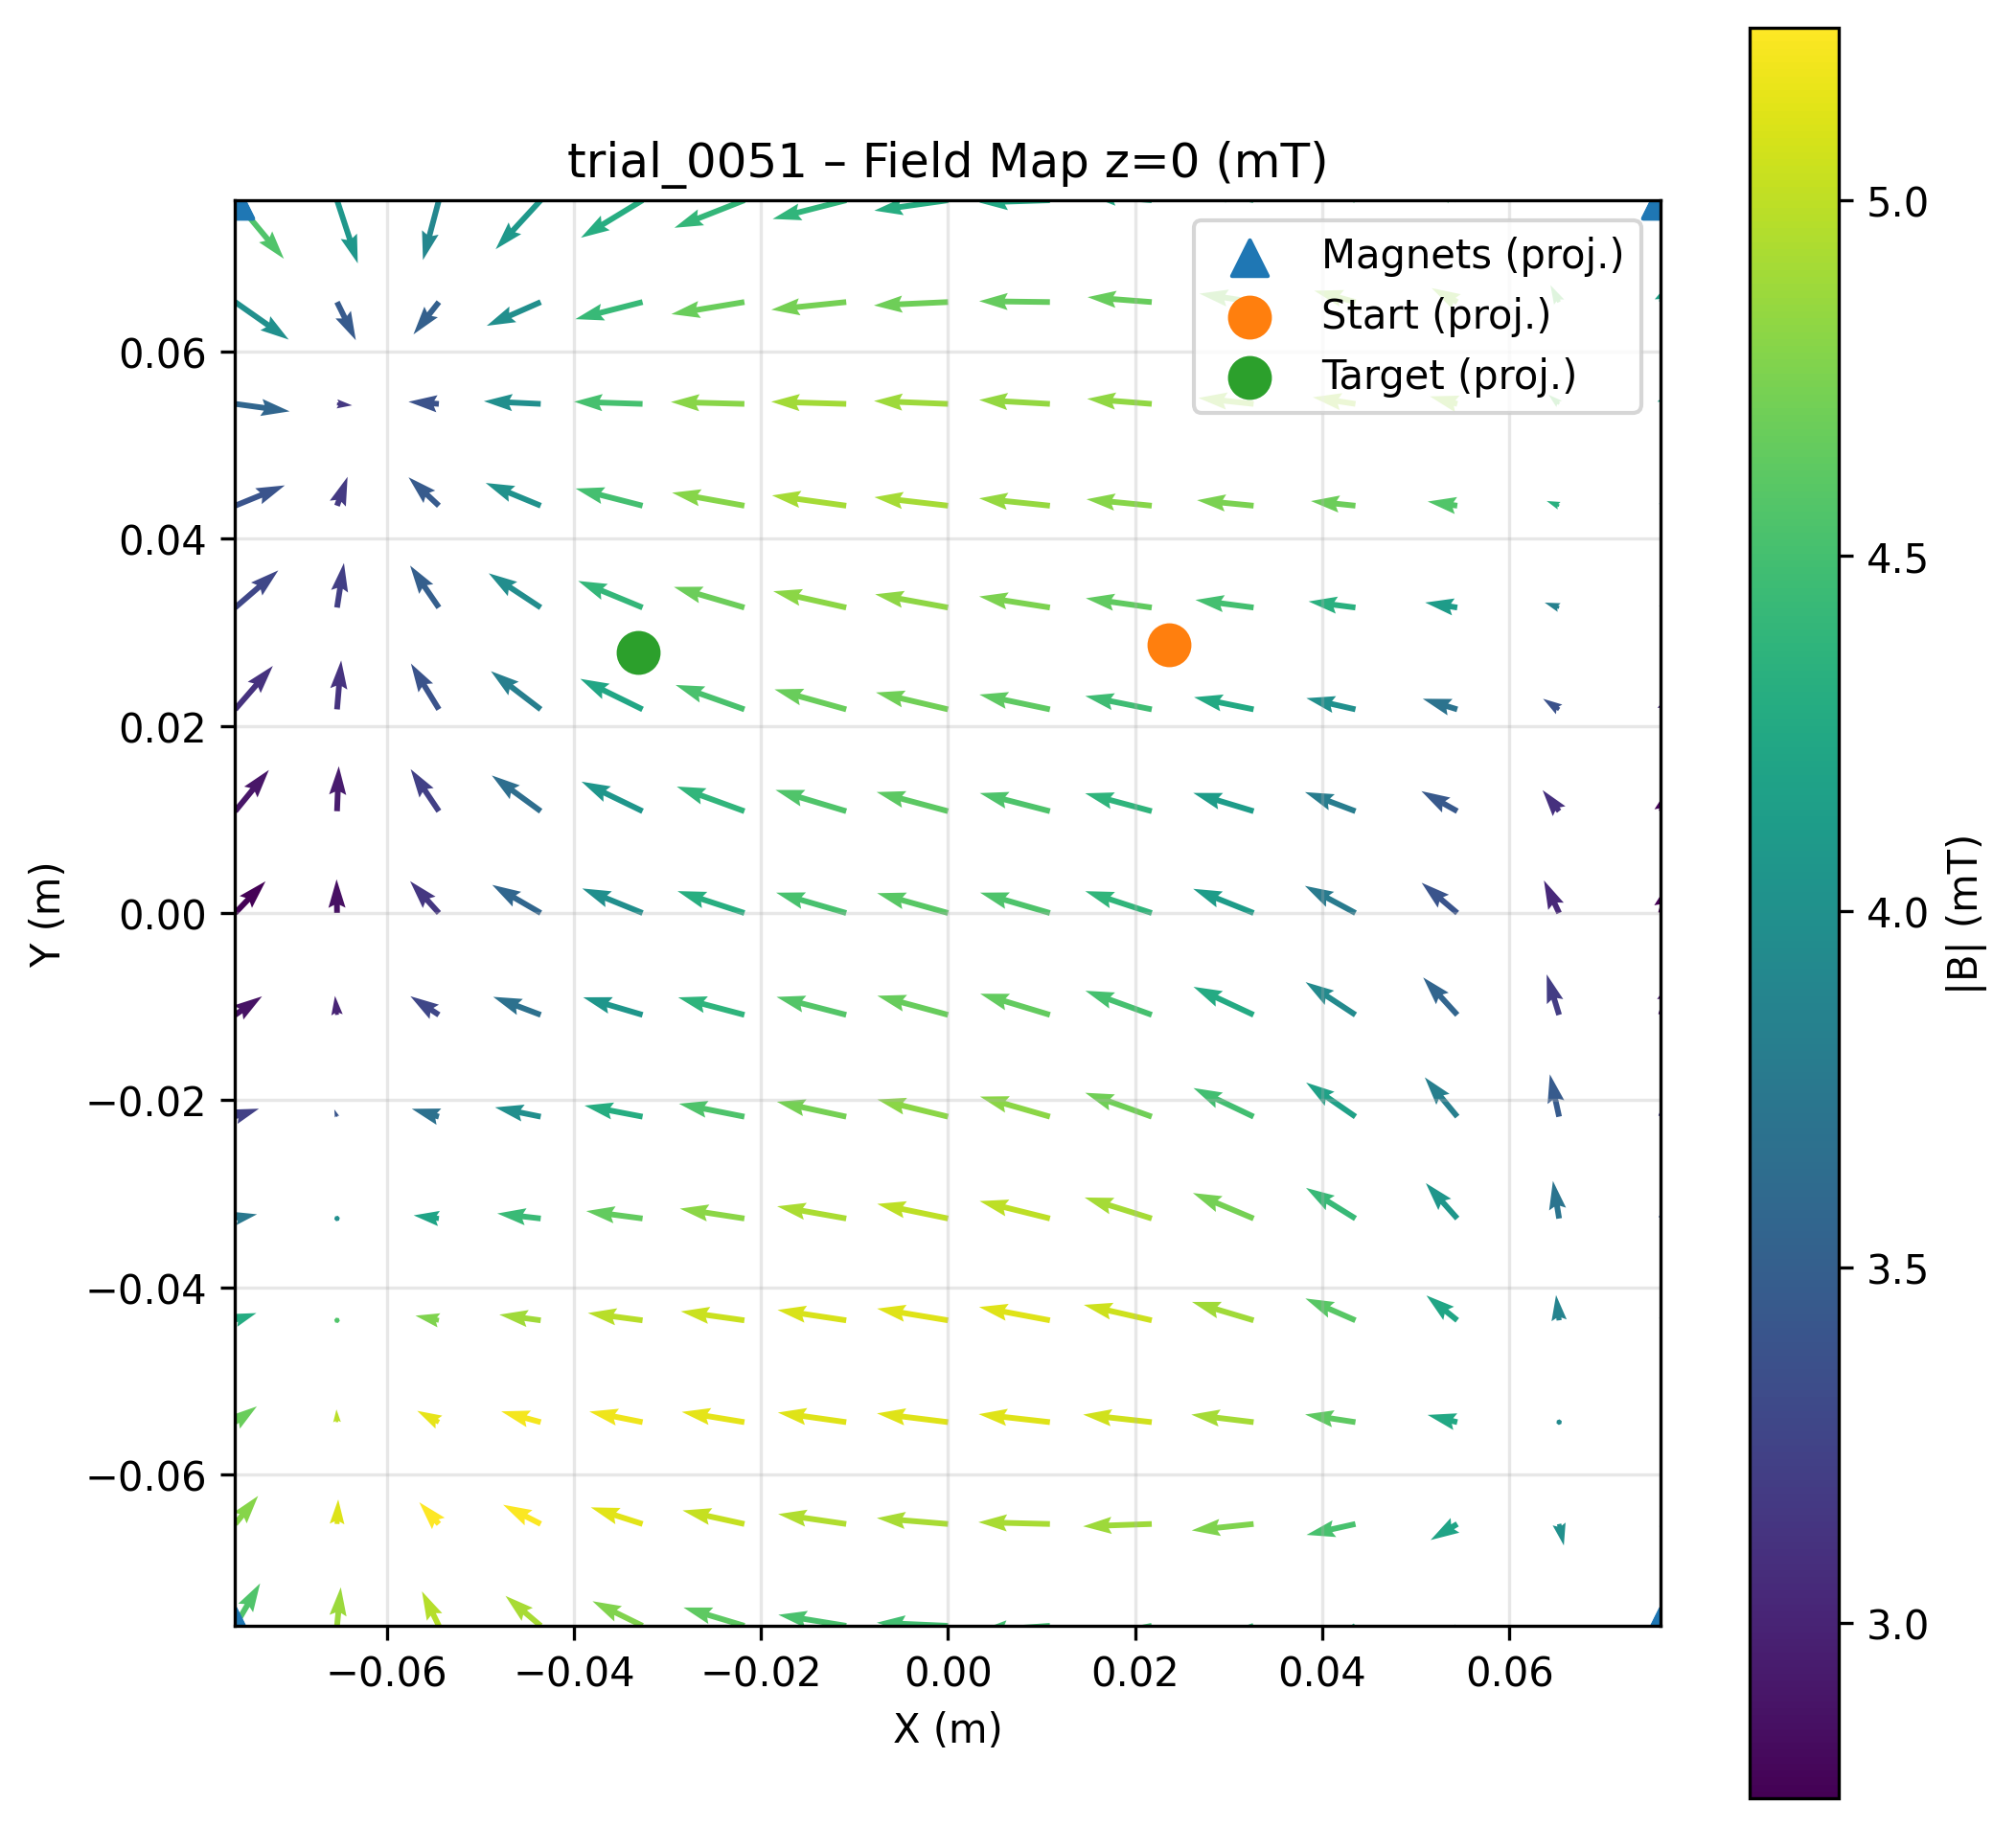 trial_0051 – Field Map z=0 (mT)
Magnets (proj.)
Start (proj.)
Target (proj.)
0.06
0.04
0.02
0.00
−0.02
−0.04
−0.06
Y (m)
−0.06
−0.04
−0.02
0.00
0.02
0.04
0.06
X (m)
5.0
4.5
4.0
3.5
3.0
|B| (mT)